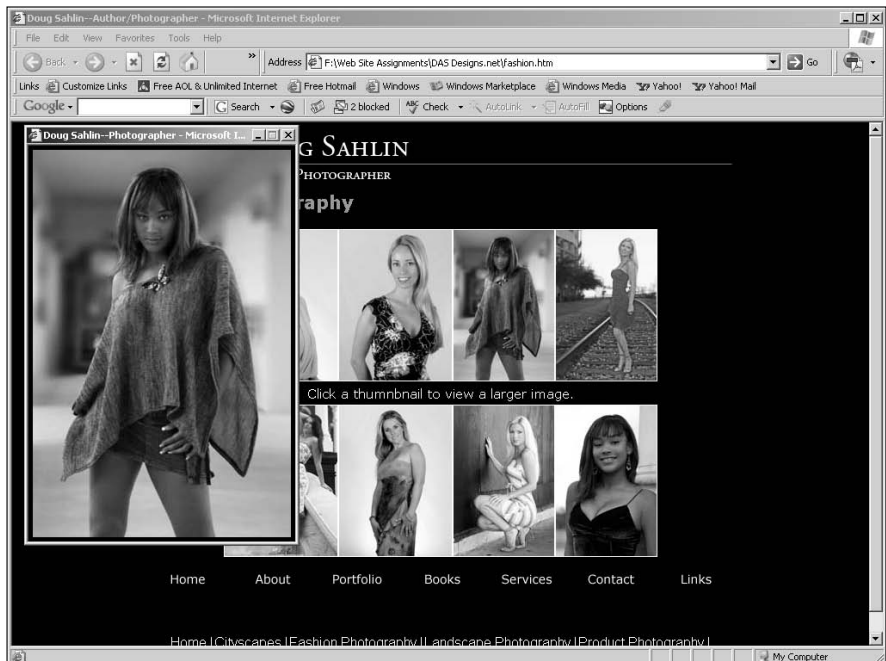 Doug Sahlin--Author/Photographer - Microsoft Internet Explorer
File Edit View Favorites Tools Help
Back » Address F:\Web Site Assignments\DAS Designs.net\fashion.htm Go
Links Customize Links Free AOL & Unlimited Internet Free Hotmail Windows Windows Marketplace Windows Media Yahoo! Yahoo! Mail
Google Search 2 blocked ABC Check AutoLink AutoFill Options
Doug Sahlin--Photographer - Microsoft I...
G SAHLIN
PHOTOGRAPHER
raphy
Click a thumnbnail to view a larger image.
Home About Portfolio Books Services Contact Links
Home | Cityscapes | Fashion Photography | Landscape Photography | Product Photography |
My Computer